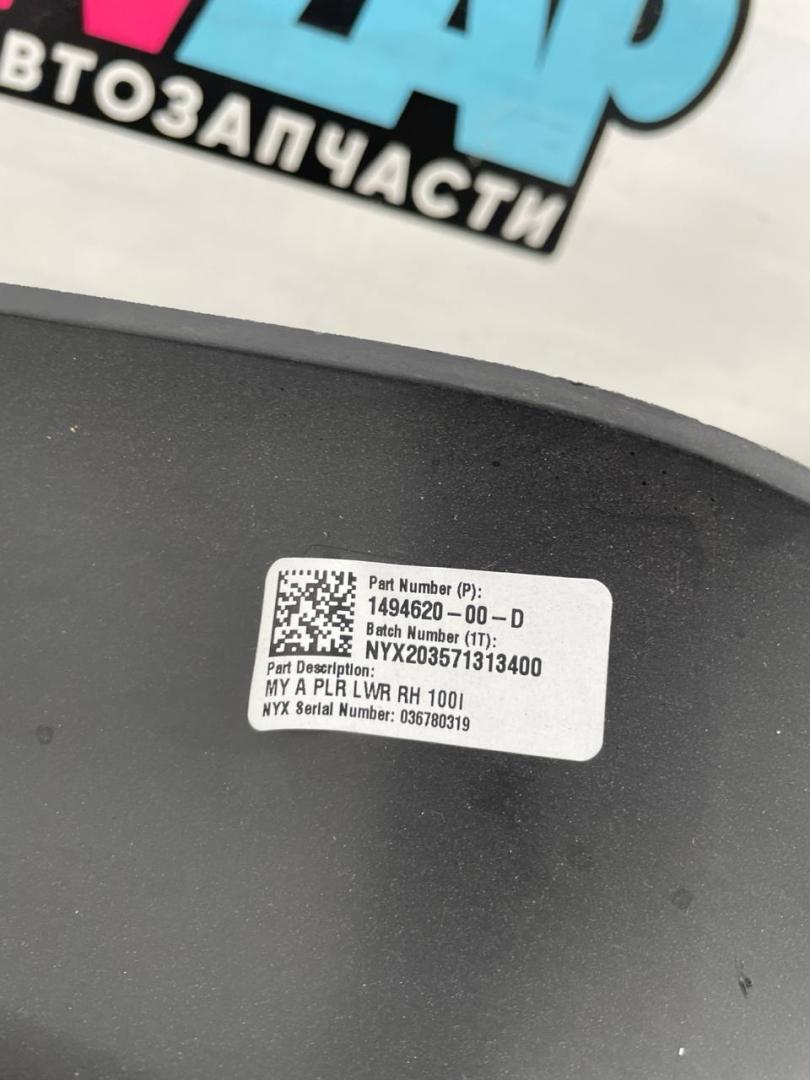 ZAP
ВТОЗАПЧАСТИ
Part Number (P):
1494620-00-D
Batch Number (1T):
NYX203571313400
Part Description:
MY A PLR LWR RH 100I
NYX Serial Number: 036780319